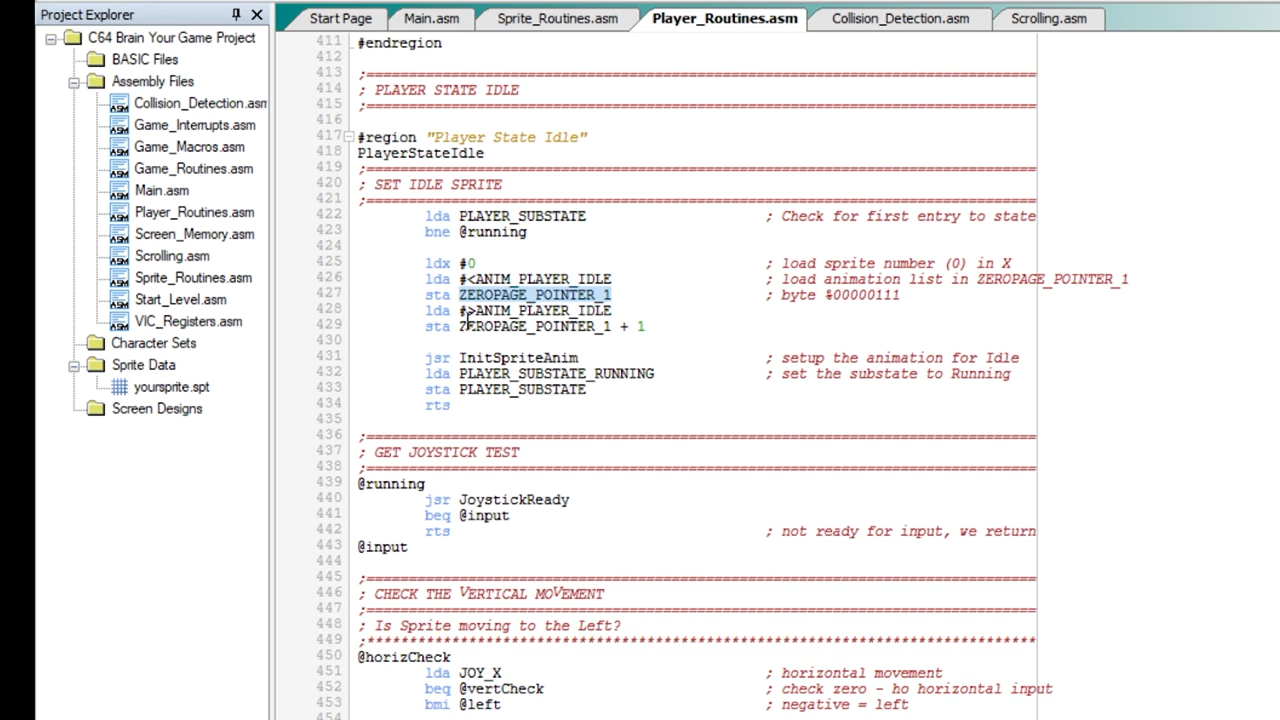 Project Explorer
C64 Brain Your Game Project
BASIC Files
Assembly Files
Collision_Detection.asm
Game_Interrupts.asm
Game_Macros.asm
Game_Routines.asm
Main.asm
Player_Routines.asm
Screen_Memory.asm
Scrolling.asm
Sprite_Routines.asm
Start_Level.asm
VIC_Registers.asm
Character Sets
Sprite Data
yoursprite.spt
Screen Designs
Start Page Main.asm Sprite_Routines.asm Player_Routines.asm Collision_Detection.asm Scrolling.asm
411 #endregion
412
413 ;===============================================================================
414 ; PLAYER STATE IDLE
415 ;===============================================================================
416
417 #region "Player State Idle"
418 PlayerStateIdle
419 ;===============================================================================
420 ; SET IDLE SPRITE
421 ;===============================================================================
422 lda PLAYER_SUBSTATE ; Check for first entry to state
423 bne @running
424
425 ldx #0 ; load sprite number (0) in X
426 lda #<ANIM_PLAYER_IDLE ; load animation list in ZEROPAGE_POINTER_1
427 sta ZEROPAGE_POINTER_1 ; byte %00000111
428 lda #>ANIM_PLAYER_IDLE
429 sta ZEROPAGE_POINTER_1 + 1
430
431 jsr InitSpriteAnim ; setup the animation for Idle
432 lda PLAYER_SUBSTATE_RUNNING ; set the substate to Running
433 sta PLAYER_SUBSTATE
434 rts
435
436 ;===============================================================================
437 ; GET JOYSTICK TEST
438 ;===============================================================================
439 @running
440 jsr JoystickReady
441 beq @input
442 rts ; not ready for input, we return
443 @input
444
445 ;===============================================================================
446 ; CHECK THE VERTICAL MOVEMENT
447 ;===============================================================================
448 ; Is Sprite moving to the Left?
449 ;*******************************************************************************
450 @horizCheck
451 lda JOY_X ; horizontal movement
452 beq @vertCheck ; check zero - ho horizontal input
453 bmi @left ; negative = left
454